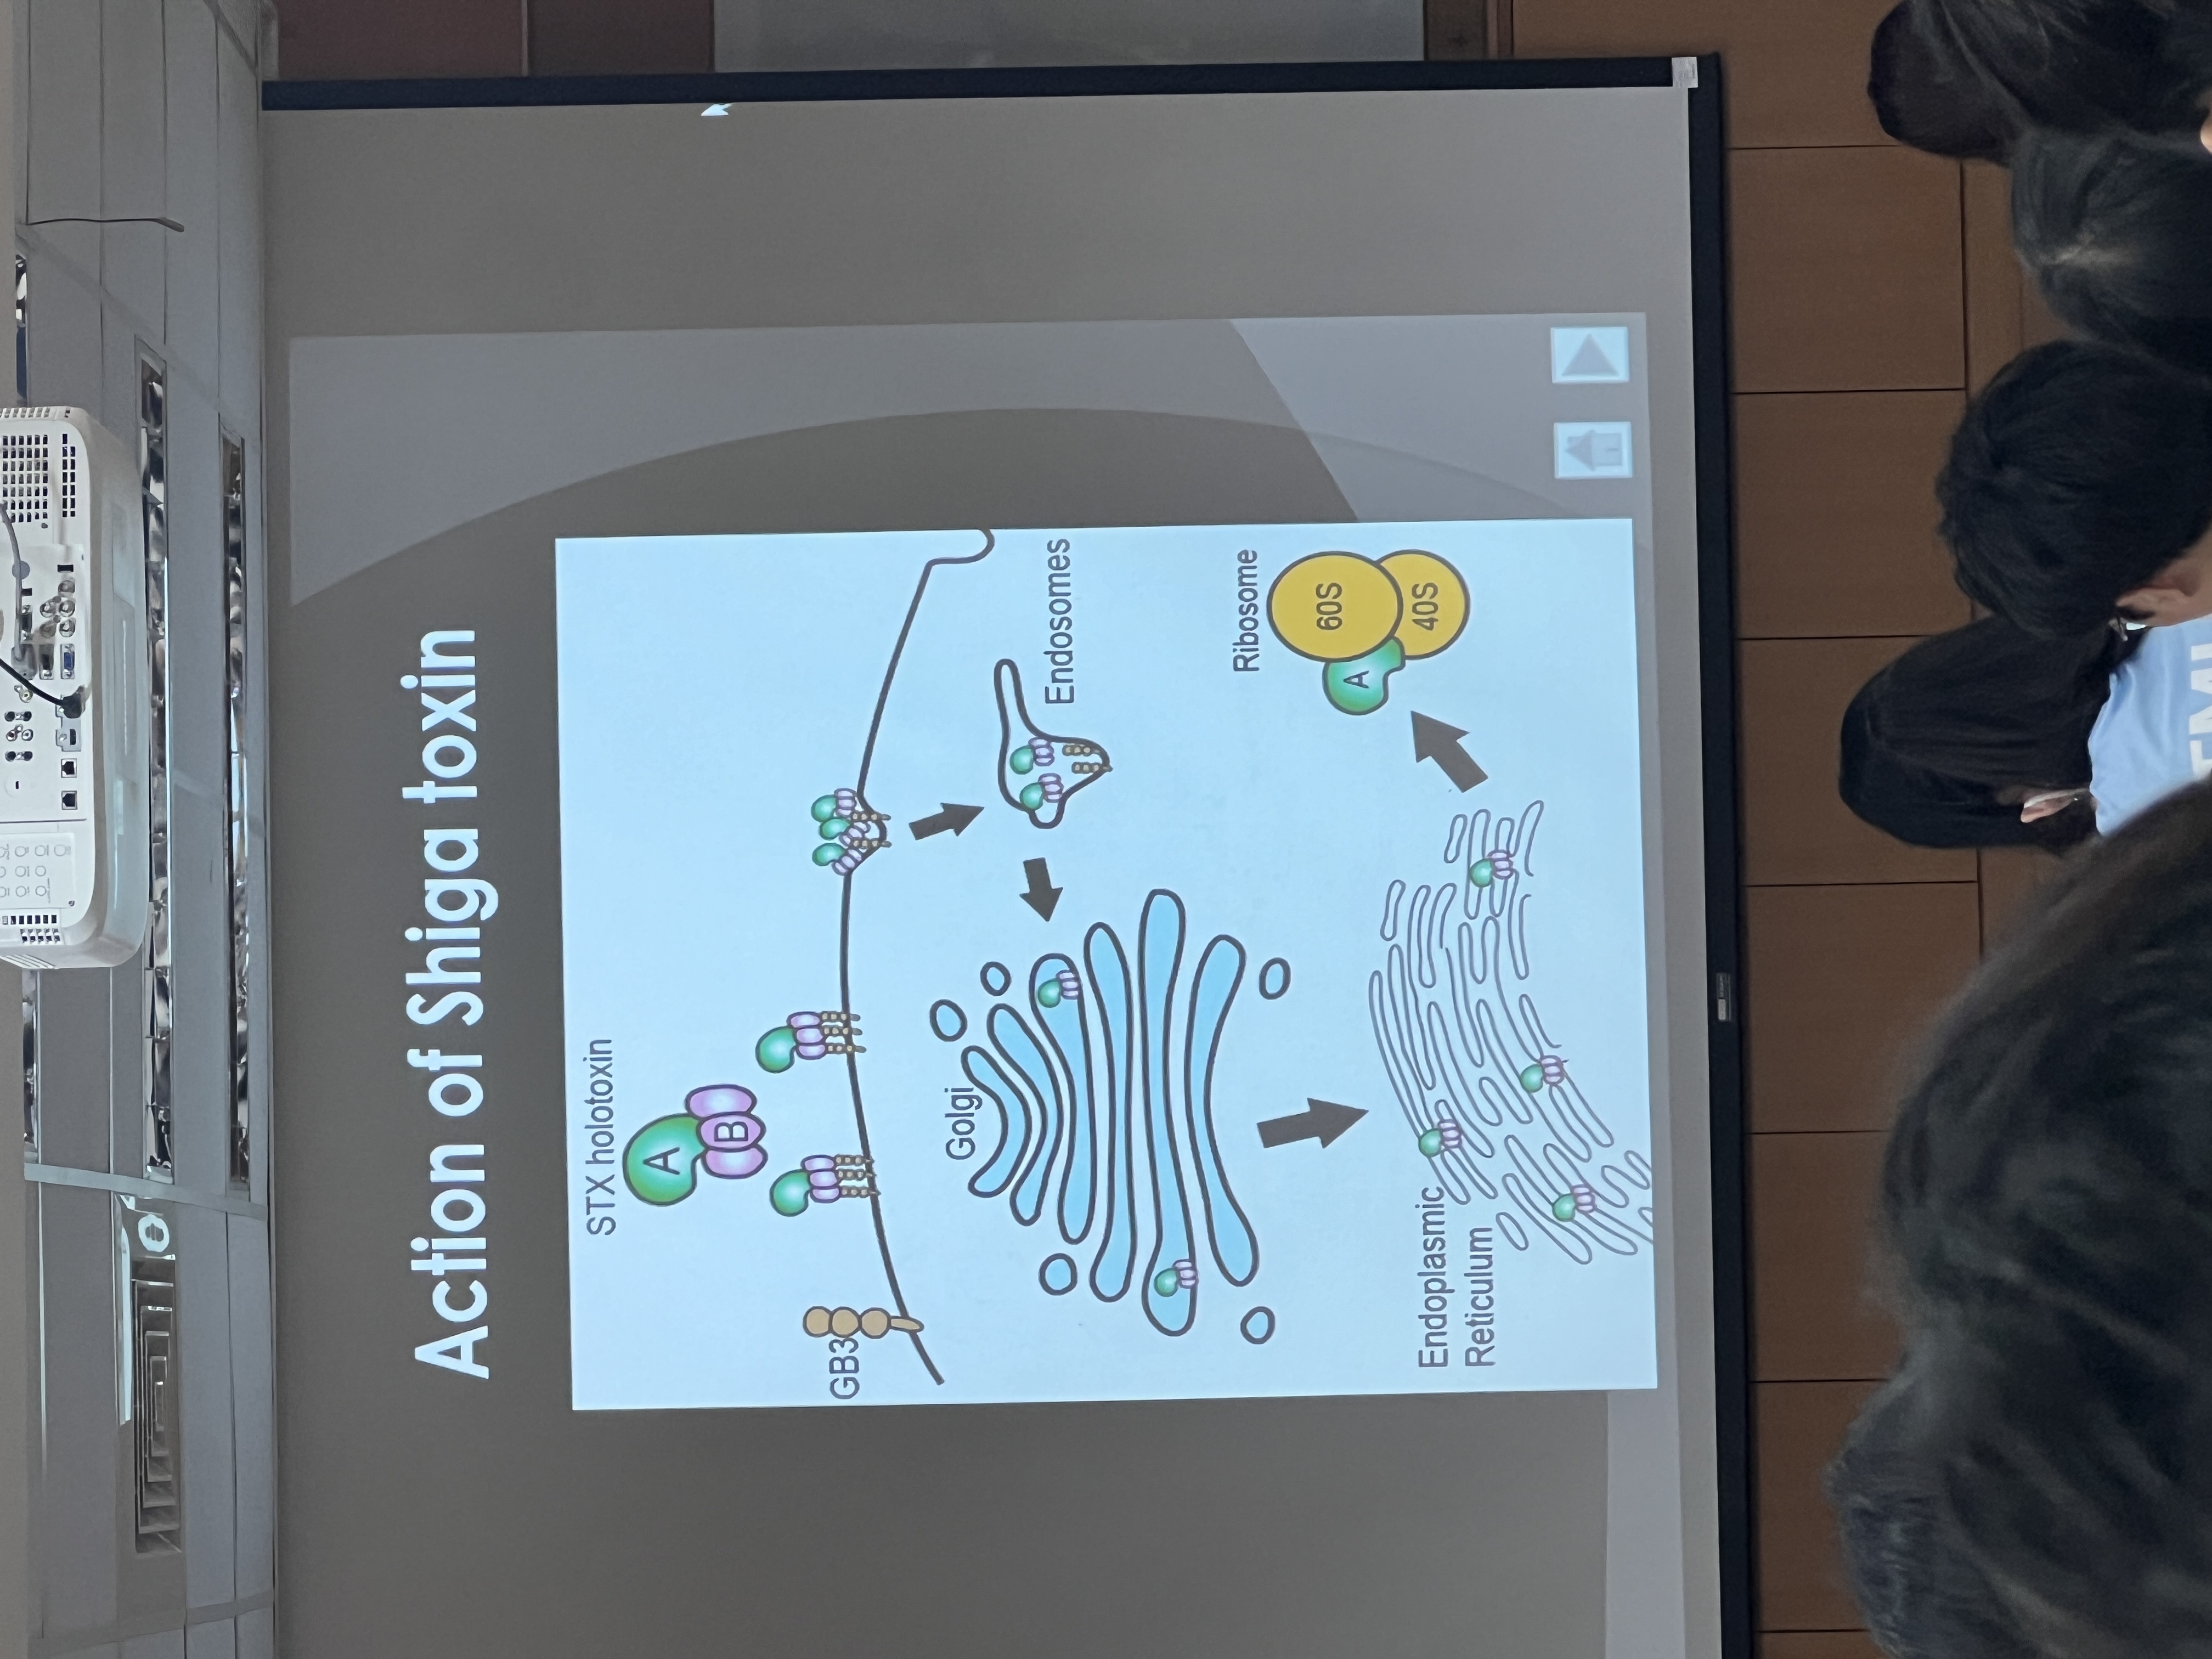 Action of Shiga toxin
STX holotoxin
A
B
GB3
Golgi
Endosomes
Ribosome
60S
A
40S
Endoplasmic
Reticulum